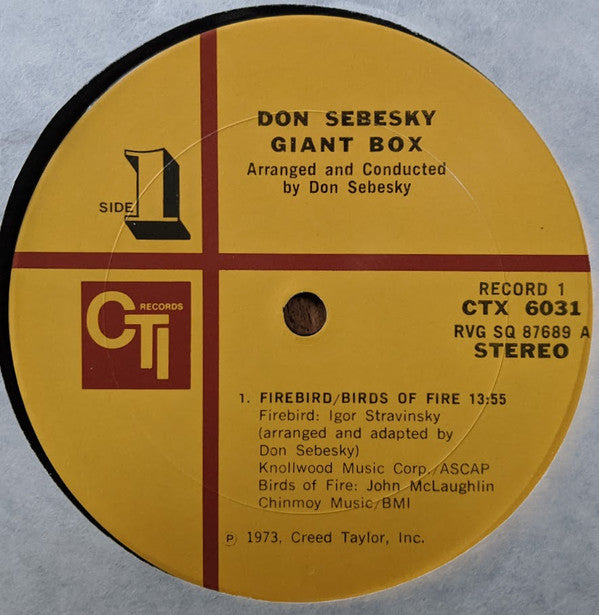 DON SEBESKY
GIANT BOX
Arranged and Conducted
by Don Sebesky
SIDE 1
CTI RECORDS
RECORD 1
CTX 6031
RVG SQ 87689 A
STEREO
1. FIREBIRD/BIRDS OF FIRE 13:55
Firebird: Igor Stravinsky
(arranged and adapted by
Don Sebesky)
Knollwood Music Corp./ASCAP
Birds of Fire: John McLaughlin
Chinmoy Music/BMI
℗ 1973, Creed Taylor, Inc.